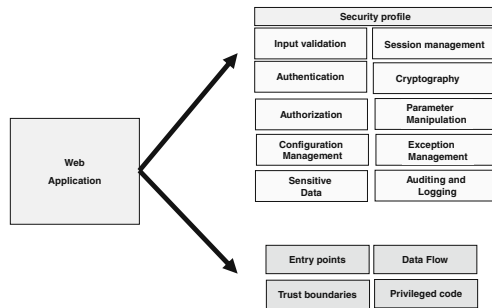 Security profile
Input validation
Session management
Authentication
Cryptography
Authorization
Parameter
Manipulation
Configuration
Management
Exception
Management
Sensitive
Data
Auditing and
Logging
Web
Application
Entry points
Data Flow
Trust boundaries
Privileged code